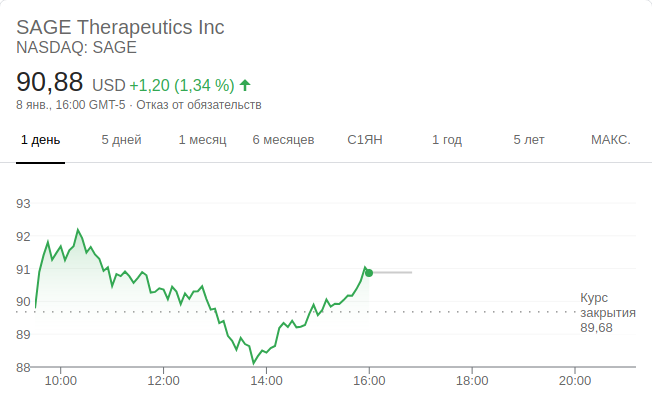 SAGE Therapeutics Inc
NASDAQ: SAGE
90,88 USD +1,20 (1,34 %)
8 янв., 16:00 GMT-5 · Отказ от обязательств
1 день 5 дней 1 месяц 6 месяцев С1ЯН 1 год 5 лет МАКС.
93
92
91
90
89
88
Курс
закрытия
89,68
10:00 12:00 14:00 16:00 18:00 20:00